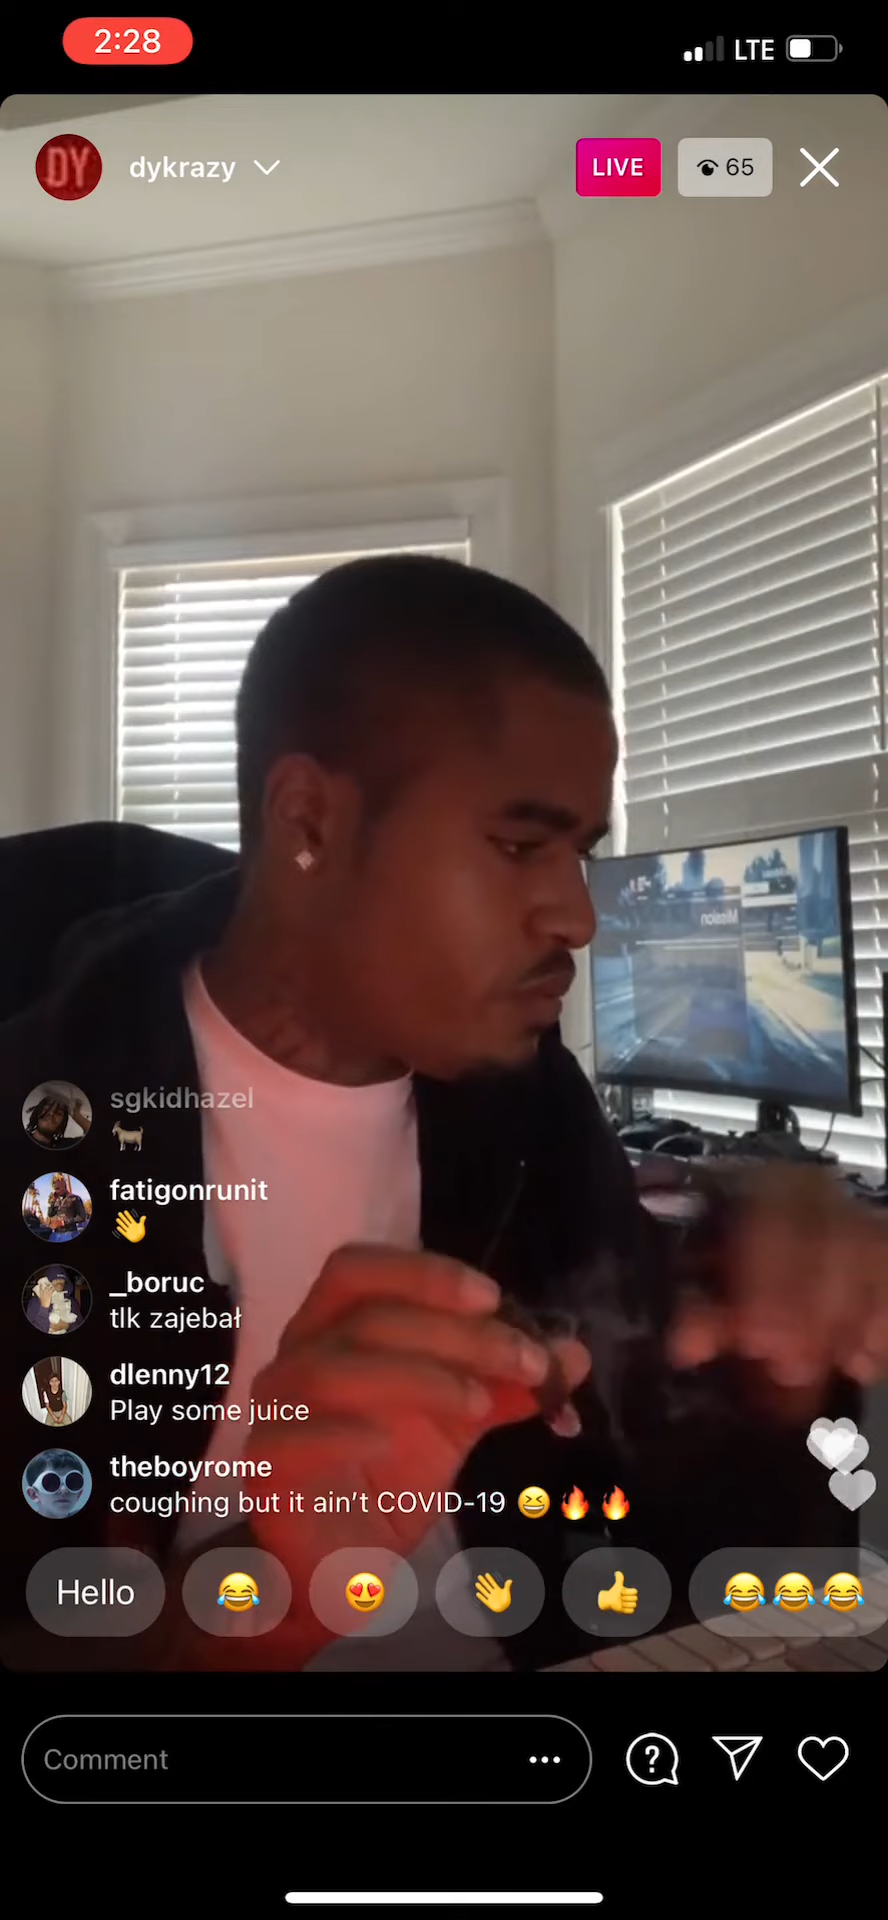 2:28
LTE
DY
dykrazy
LIVE
65
Mission
sgkidhazel
🐐
fatigonrunit
👋
_boruc
tlk zajebał
dlenny12
Play some juice
theboyrome
coughing but it ain’t COVID-19 😆🔥🔥
Hello
😂
😍
👋
👍
😂😂😂
Comment